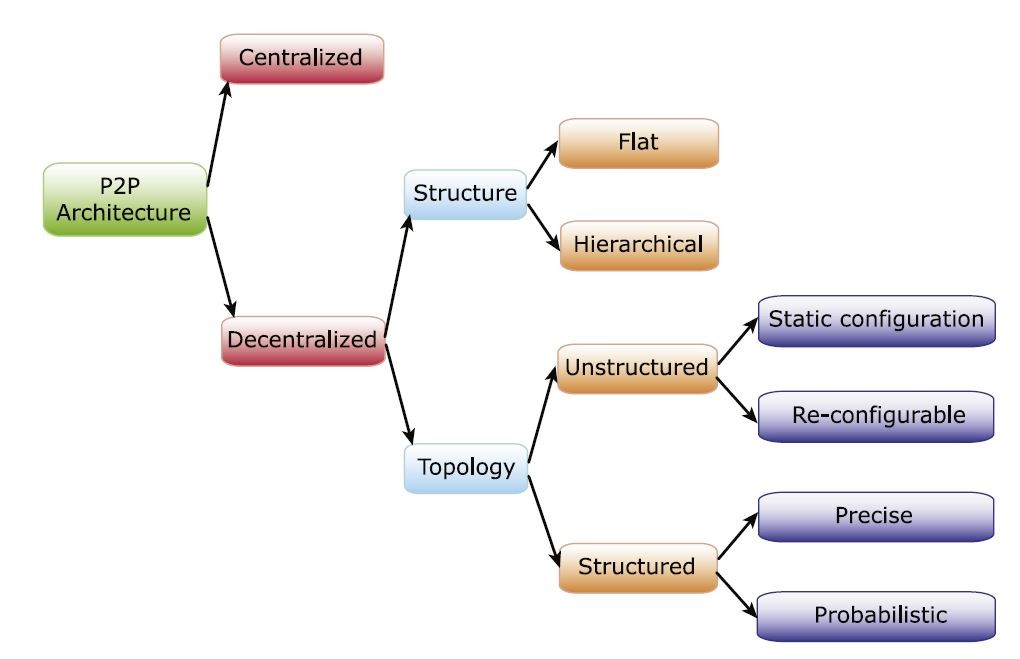 Centralized
P2P
Architecture
Decentralized
Structure
Flat
Hierarchical
Topology
Unstructured
Static configuration
Re-configurable
Structured
Precise
Probabilistic